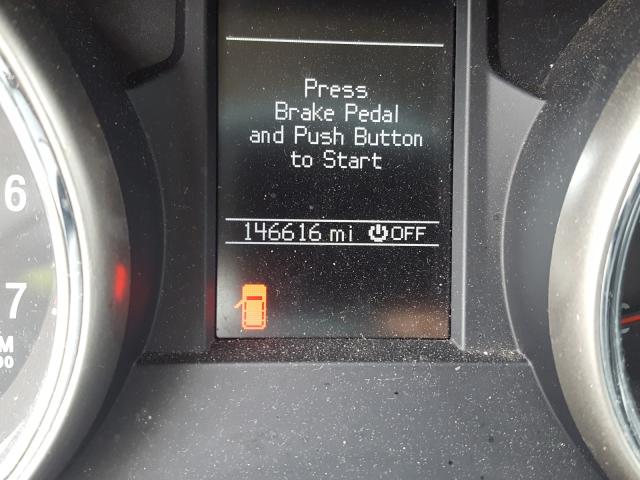 Press
Brake Pedal
and Push Button
to Start
146616 mi OFF
6
7